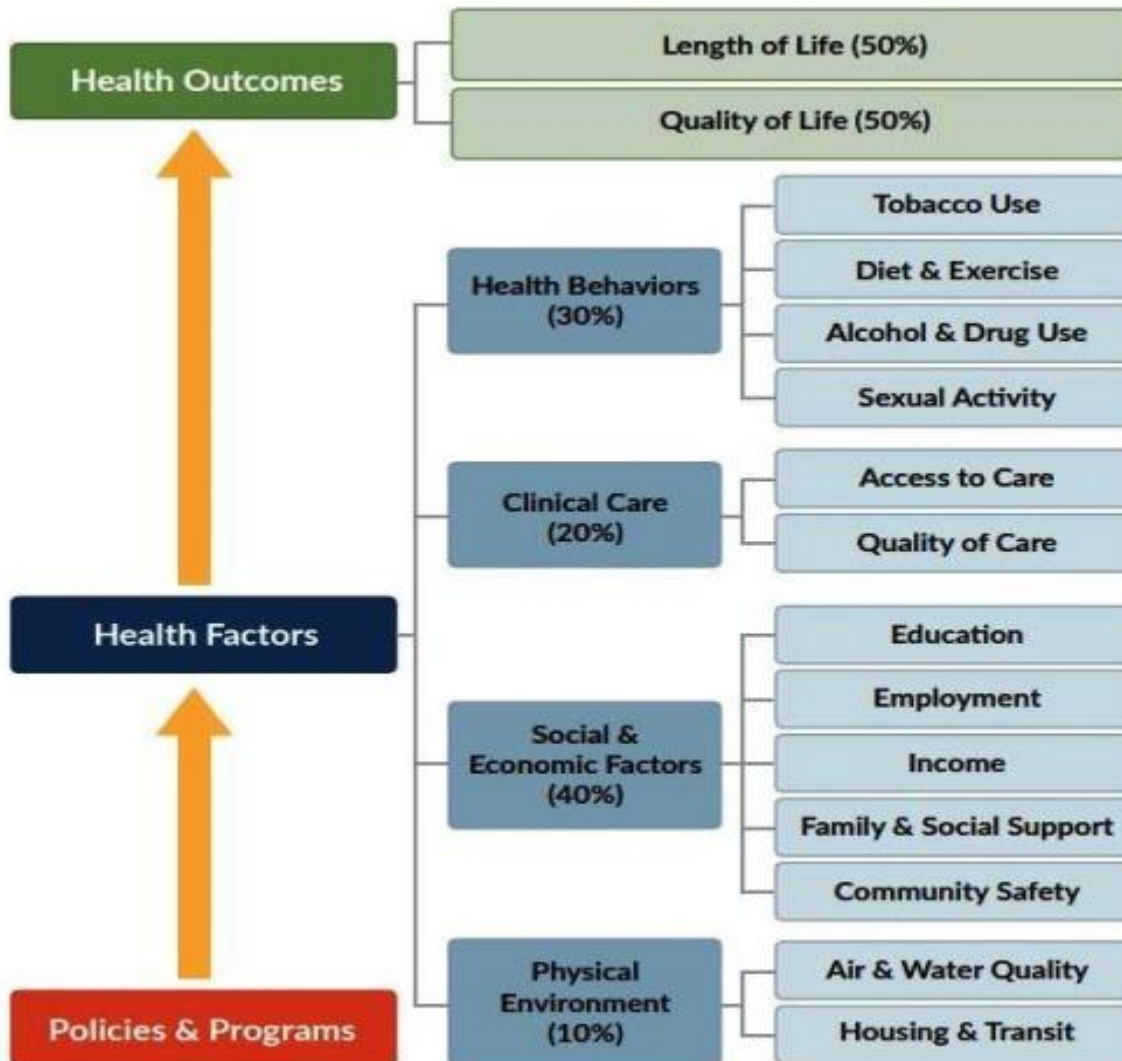 Health Outcomes
Length of Life (50%)
Quality of Life (50%)
Health Factors
Health Behaviors
(30%)
Tobacco Use
Diet & Exercise
Alcohol & Drug Use
Sexual Activity
Clinical Care
(20%)
Access to Care
Quality of Care
Social &
Economic Factors
(40%)
Education
Employment
Income
Family & Social Support
Community Safety
Physical
Environment
(10%)
Air & Water Quality
Housing & Transit
Policies & Programs